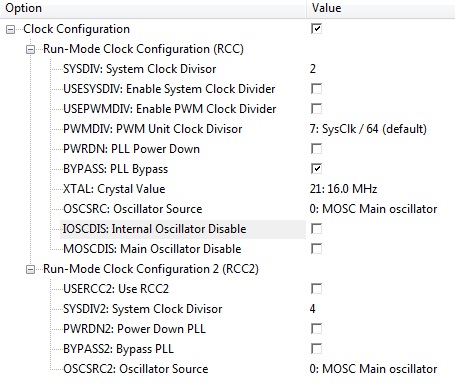 Option Value
Clock Configuration
Run-Mode Clock Configuration (RCC)
SYSDIV: System Clock Divisor 2
USESYSDIV: Enable System Clock Divider
USEPWMDIV: Enable PWM Clock Divider
PWMDIV: PWM Unit Clock Divisor 7: SysClk / 64 (default)
PWRDN: PLL Power Down
BYPASS: PLL Bypass
XTAL: Crystal Value 21: 16.0 MHz
OSCSRC: Oscillator Source 0: MOSC Main oscillator
IOSCDIS: Internal Oscillator Disable
MOSCDIS: Main Oscillator Disable
Run-Mode Clock Configuration 2 (RCC2)
USERCC2: Use RCC2
SYSDIV2: System Clock Divisor 4
PWRDN2: Power Down PLL
BYPASS2: Bypass PLL
OSCSRC2: Oscillator Source 0: MOSC Main oscillator